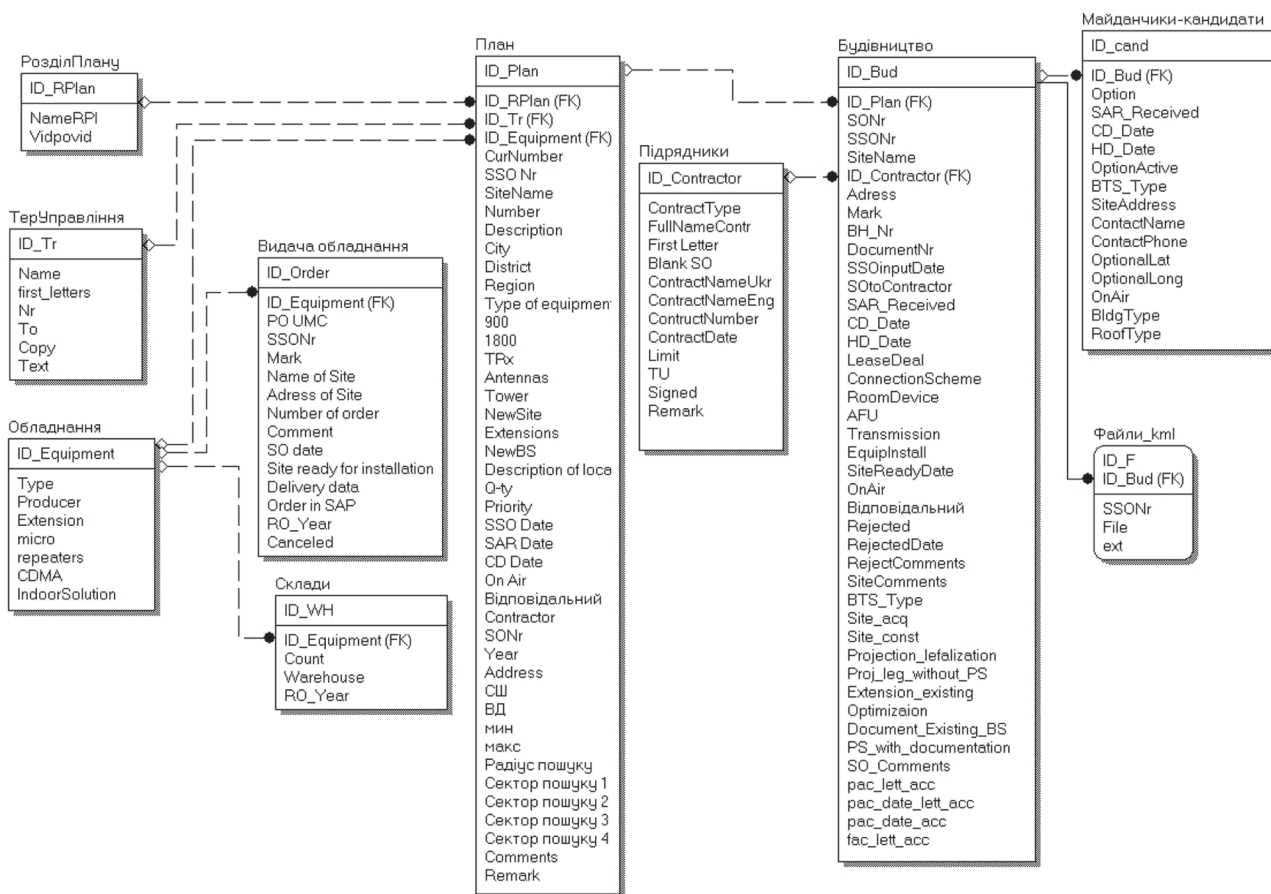 РозділПлану
ID_RPlan
NameRPl
Vidpovid
ТерУправління
ID_Tr
Name
first_letters
Nr
To
Copy
Text
Обладнання
ID_Equipment
Type
Producer
Extension
micro
repeaters
CDMA
IndoorSolution
Видача обладнання
ID_Order
ID_Equipment (FK)
PO UMC
SSONr
Mark
Name of Site
Adress of Site
Number of order
Comment
SO date
Site ready for installation
Delivery data
Order in SAP
RO_Year
Canceled
Склади
ID_WH
ID_Equipment (FK)
Count
Warehouse
RO_Year
План
ID_Plan
ID_RPlan (FK)
ID_Tr (FK)
ID_Equipment (FK)
CurNumber
SSO Nr
SiteName
Number
Description
City
District
Region
Type of equipment
900
1800
TRx
Antennas
Tower
NewSite
Extensions
NewBS
Description of loca
Q-ty
Priority
SSO Date
SAR Date
CD Date
On Air
Відповідальний
Contractor
SONr
Year
Address
СШ
ВД
мин
макс
Радіус пошуку
Сектор пошуку 1
Сектор пошуку 2
Сектор пошуку 3
Сектор пошуку 4
Comments
Remark
Підрядники
ID_Contractor
ContractType
FullNameContr
First Letter
Blank SO
ContractNameUkr
ContractNameEng
ContructNumber
ContractDate
Limit
TU
Signed
Remark
Будівництво
ID_Bud
ID_Plan (FK)
SONr
SSONr
SiteName
ID_Contractor (FK)
Adress
Mark
BH_Nr
DocumentNr
SSOinputDate
SOtoContractor
SAR_Received
CD_Date
HD_Date
LeaseDeal
ConnectionScheme
RoomDevice
AFU
Transmission
EquipInstall
SiteReadyDate
OnAir
Відповідальний
Rejected
RejectedDate
RejectComments
SiteComments
BTS_Type
Site_acq
Site_const
Projection_lefalization
Proj_leg_without_PS
Extension_existing
Optimizaion
Document_Existing_BS
PS_with_documentation
SO_Comments
pac_lett_acc
pac_date_lett_acc
pac_date_acc
fac_lett_acc
Майданчики-кандидати
ID_cand
ID_Bud (FK)
Option
SAR_Received
CD_Date
HD_Date
OptionActive
BTS_Type
SiteAddress
ContactName
ContactPhone
OptionalLat
OptionalLong
OnAir
BldgType
RoofType
Файли_kml
ID_F
ID_Bud (FK)
SSONr
File
ext